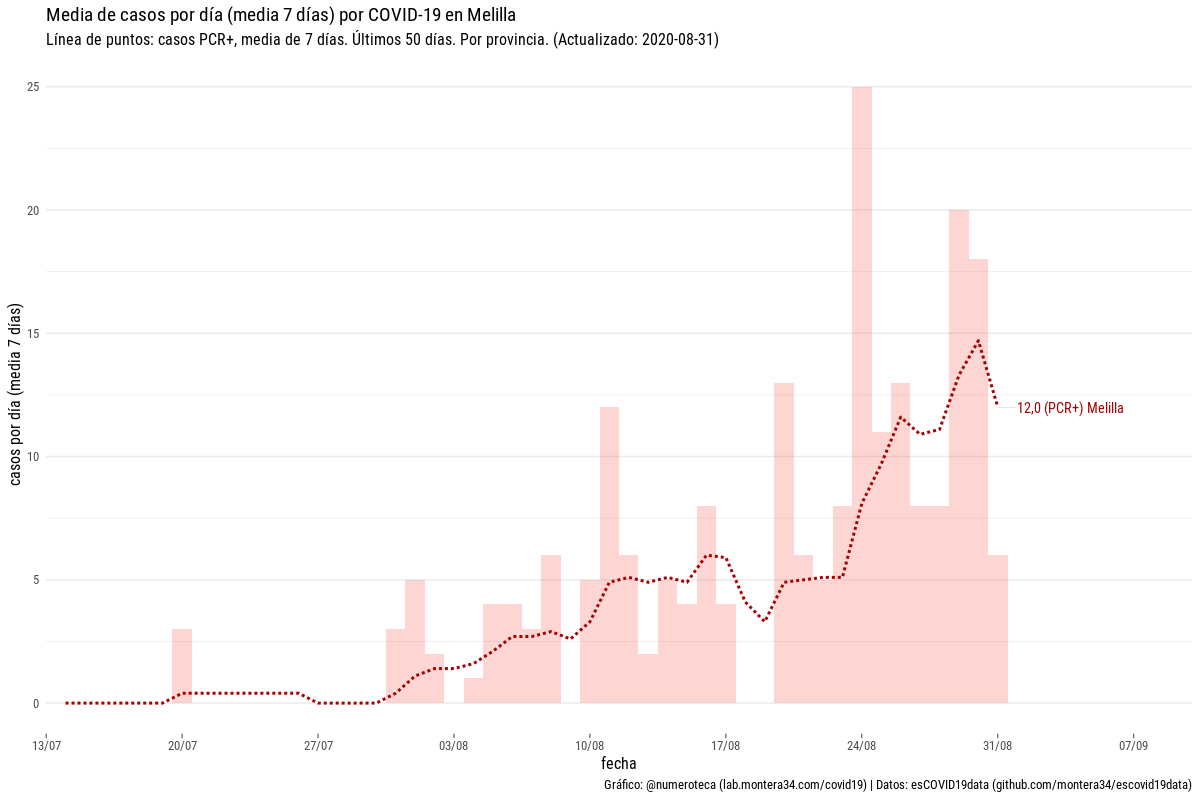 Media de casos por día (media 7 días) por COVID-19 en Melilla
Línea de puntos: casos PCR+, media de 7 días. Últimos 50 días. Por provincia. (Actualizado: 2020-08-31)
casos por día (media 7 días)
25
20
15
10
5
0
12,0 (PCR+) Melilla
13/07
20/07
27/07
03/08
10/08
17/08
24/08
31/08
07/09
fecha
Gráfico: @numeroteca (lab.montera34.com/covid19) | Datos: esCOVID19data (github.com/montera34/escovid19data)